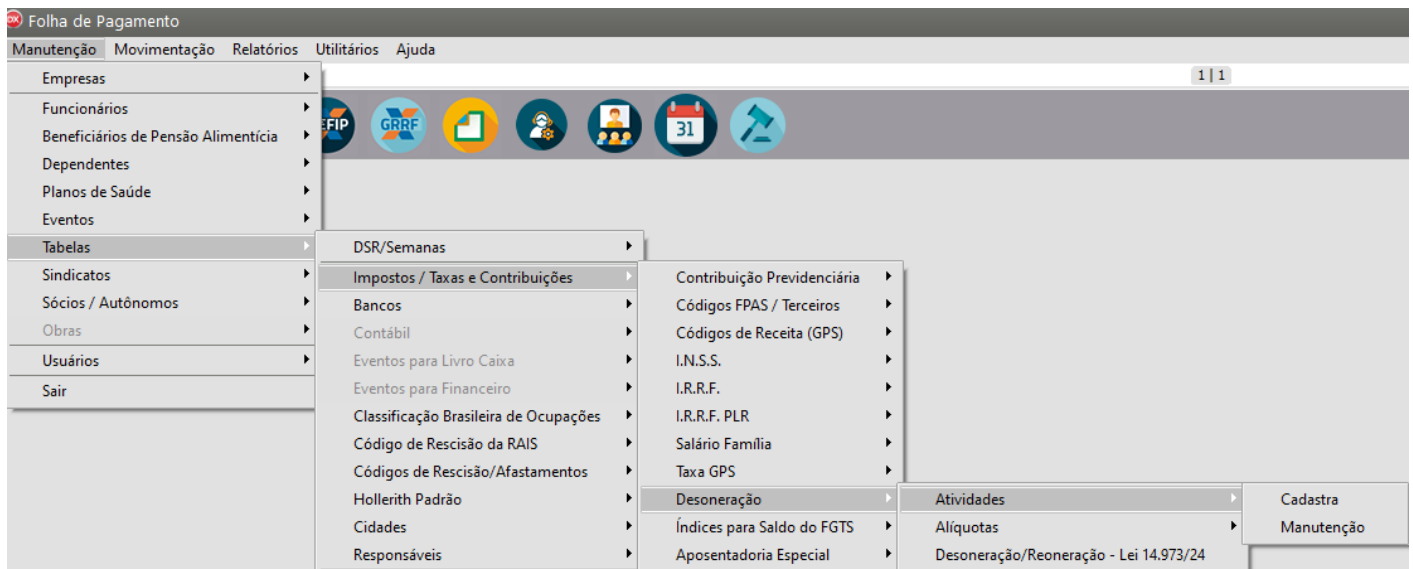 Folha de Pagamento
Manutenção Movimentação Relatórios Utilitários Ajuda
1 | 1
Empresas
Funcionários
Beneficiários de Pensão Alimentícia
Dependentes
Planos de Saúde
Eventos
Tabelas
Sindicatos
Sócios / Autônomos
Obras
Usuários
Sair
FIP
GRRF
31
DSR/Semanas
Impostos / Taxas e Contribuições
Bancos
Contábil
Eventos para Livro Caixa
Eventos para Financeiro
Classificação Brasileira de Ocupações
Código de Rescisão da RAIS
Códigos de Rescisão/Afastamentos
Hollerith Padrão
Cidades
Responsáveis
Contribuição Previdenciária
Códigos FPAS / Terceiros
Códigos de Receita (GPS)
I.N.S.S.
I.R.R.F.
I.R.R.F. PLR
Salário Família
Taxa GPS
Desoneração
Índices para Saldo do FGTS
Aposentadoria Especial
Atividades
Alíquotas
Desoneração/Reoneração - Lei 14.973/24
Cadastra
Manutenção